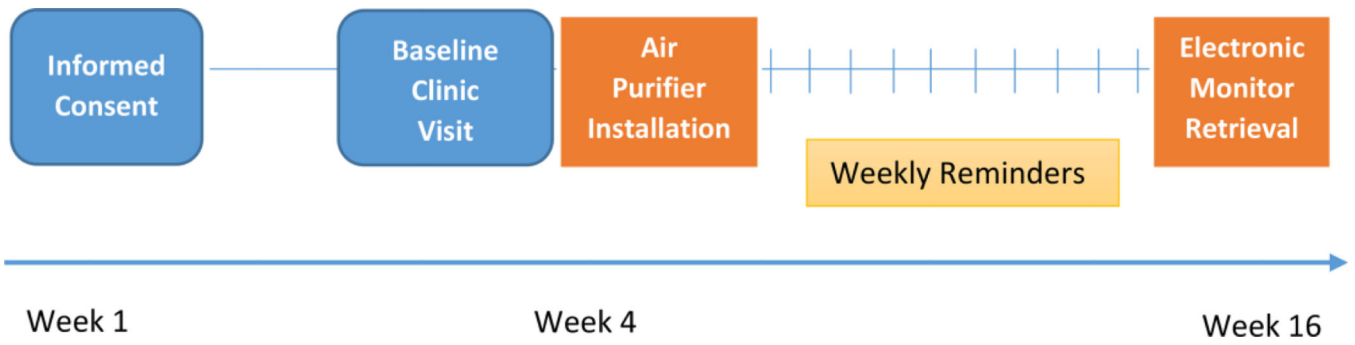 Informed
Consent
Baseline
Clinic
Visit
Air
Purifier
Installation
Electronic
Monitor
Retrieval
Weekly Reminders
Week 1
Week 4
Week 16